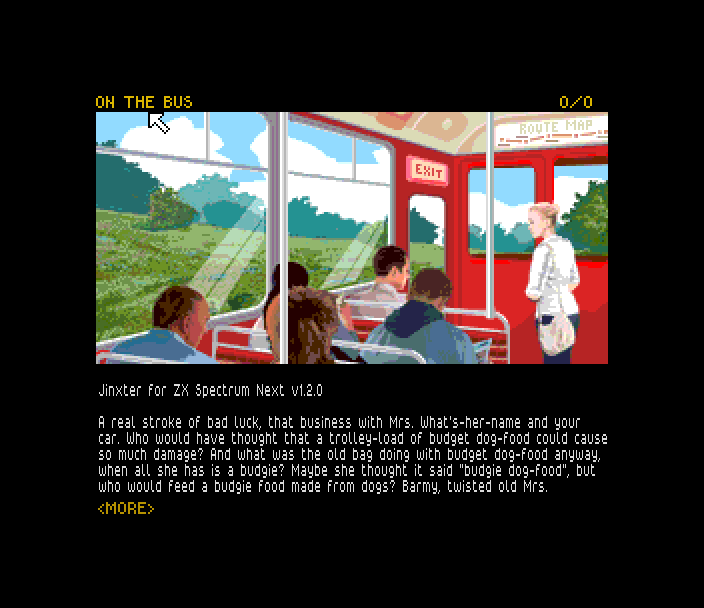 ON THE BUS 0/0
ROUTE MAP
EXIT
Jinxter for ZX Spectrum Next v1.2.0
A real stroke of bad luck, that business with Mrs. What's-her-name and your
car. Who would have thought that a trolley-load of budget dog-food could cause
so much damage? And what was the old bag doing with budget dog-food anyway,
when all she has is a budgie? Maybe she thought it said "budgie dog-food", but
who would feed a budgie food made from dogs? Barmy, twisted old Mrs.
<MORE>